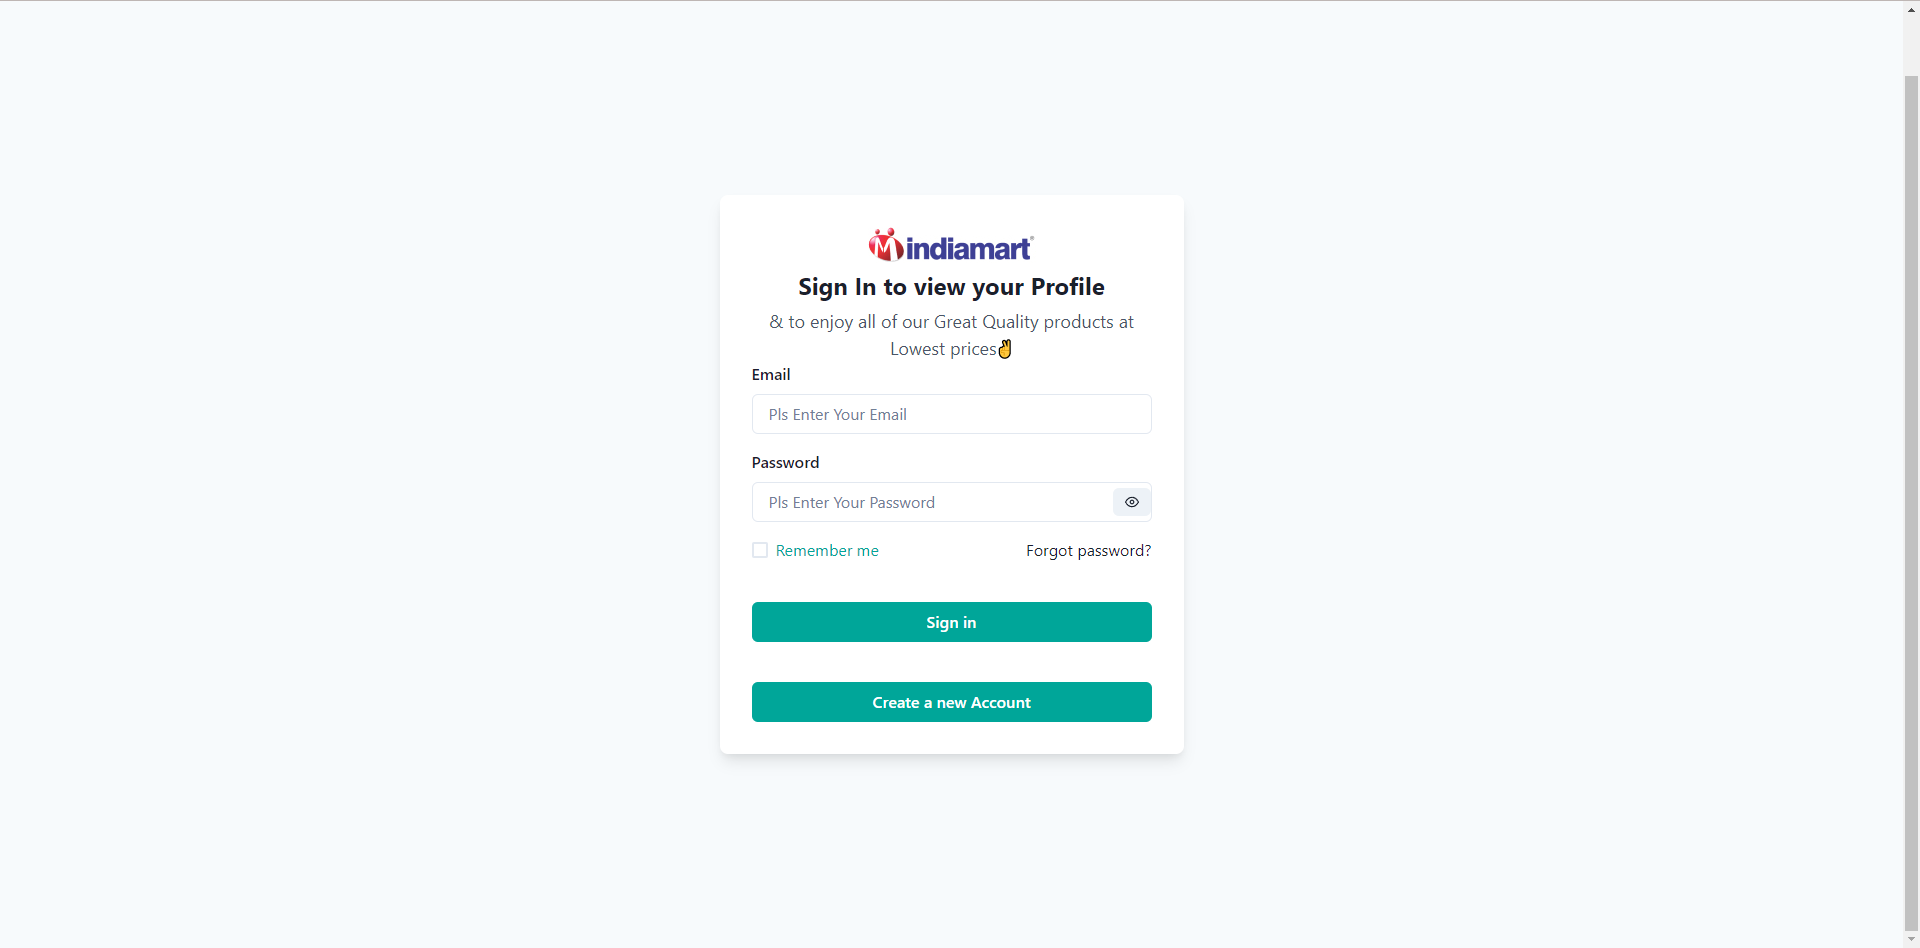 indiamart
Sign In to view your Profile
& to enjoy all of our Great Quality products at
Lowest prices✌
Email
Pls Enter Your Email
Password
Pls Enter Your Password
Remember me
Forgot password?
Sign in
Create a new Account